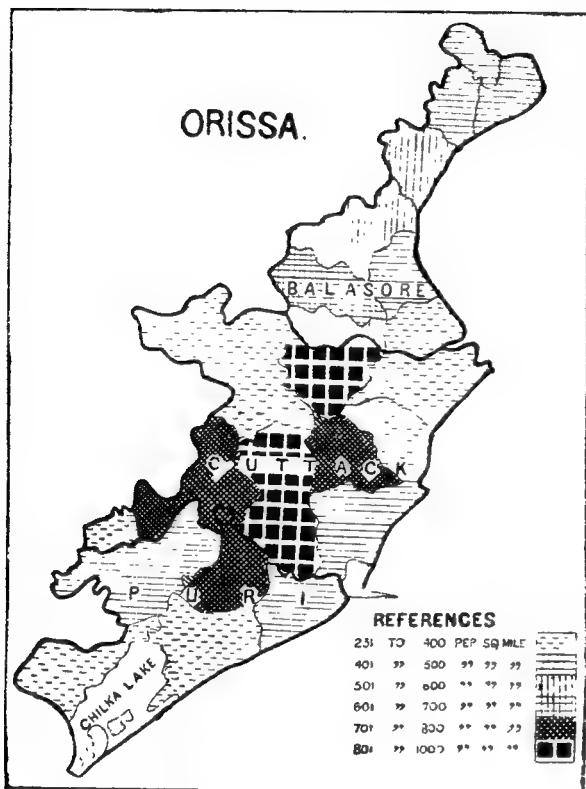 ORISSA.
BALASORE
CUTTACK
PURI
CHILKA LAKE
REFERENCES
251 TO 400 PEP SQ MILE
401 " 500 " " "
501 " 600 " " "
601 " 700 " " "
701 " 800 " " "
801 " 1000 " " "